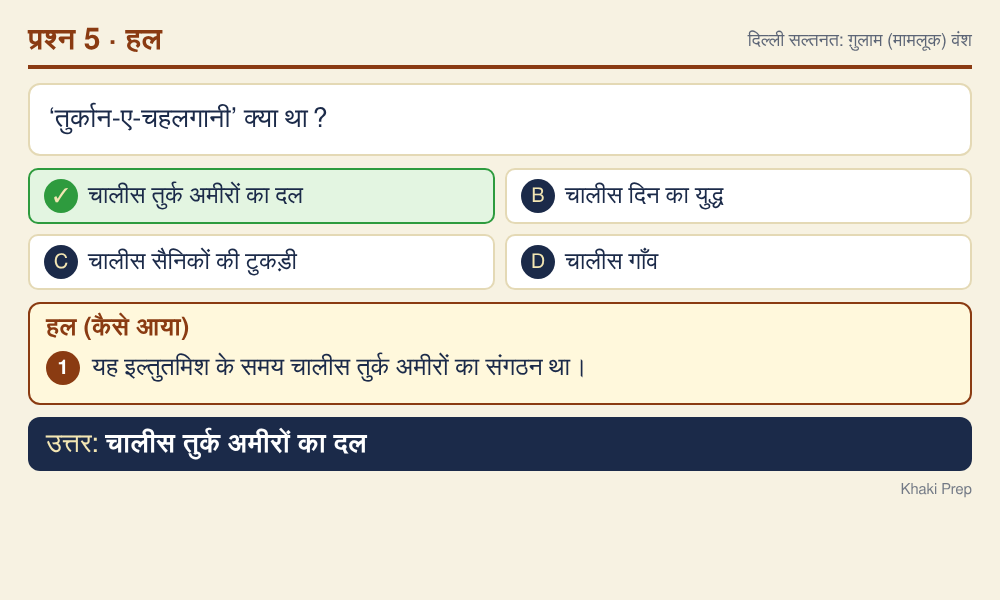 प्रश्न 5 · हल
दिल्ली सल्तनत: ग़ुलाम (मामलूक) वंश
‘तुर्कान-ए-चहलगानी’ क्या था ?
✓ चालीस तुर्क अमीरों का दल
B चालीस दिन का युद्ध
C चालीस सैनिकों की टुकड़ी
D चालीस गाँव
हल (कैसे आया)
1 यह इल्तुतमिश के समय चालीस तुर्क अमीरों का संगठन था।
उत्तर: चालीस तुर्क अमीरों का दल
Khaki Prep